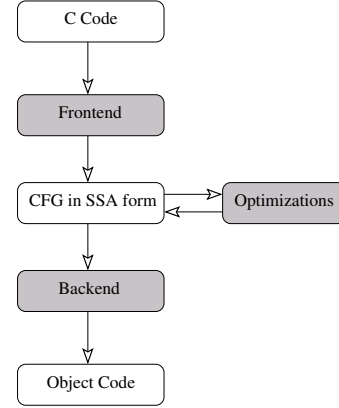 C Code
Frontend
CFG in SSA form
Optimizations
Backend
Object Code